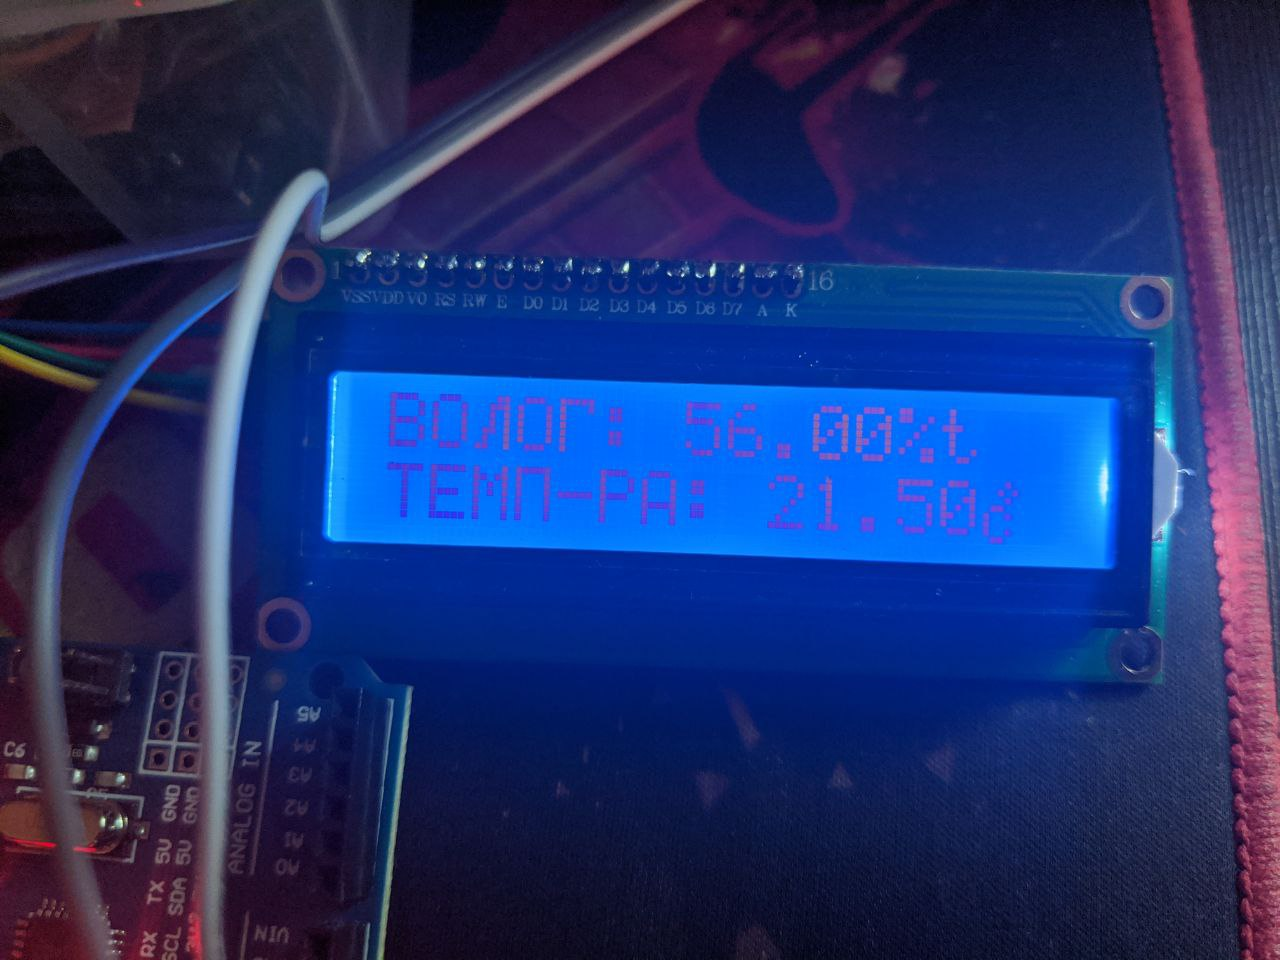 1
16
VSS VDD V0 RS RW E D0 D1 D2 D3 D4 D5 D6 D7 A K
ВОЛОГ: 56.00%t
ТЕМП-РА: 21.50°C
C6
A5
A4
A3
A2
A1
A0
ANALOG IN
GND
GND
5V
5V
TX
SDA
RX
SCL
VIN